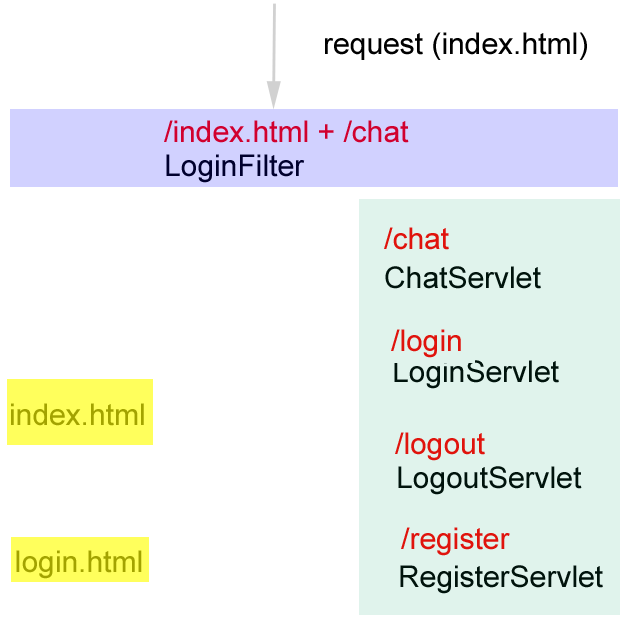 request (index.html)
/index.html + /chat
LoginFilter
/chat
ChatServlet
/login
LoginServlet
index.html
/logout
LogoutServlet
/register
login.html
RegisterServlet